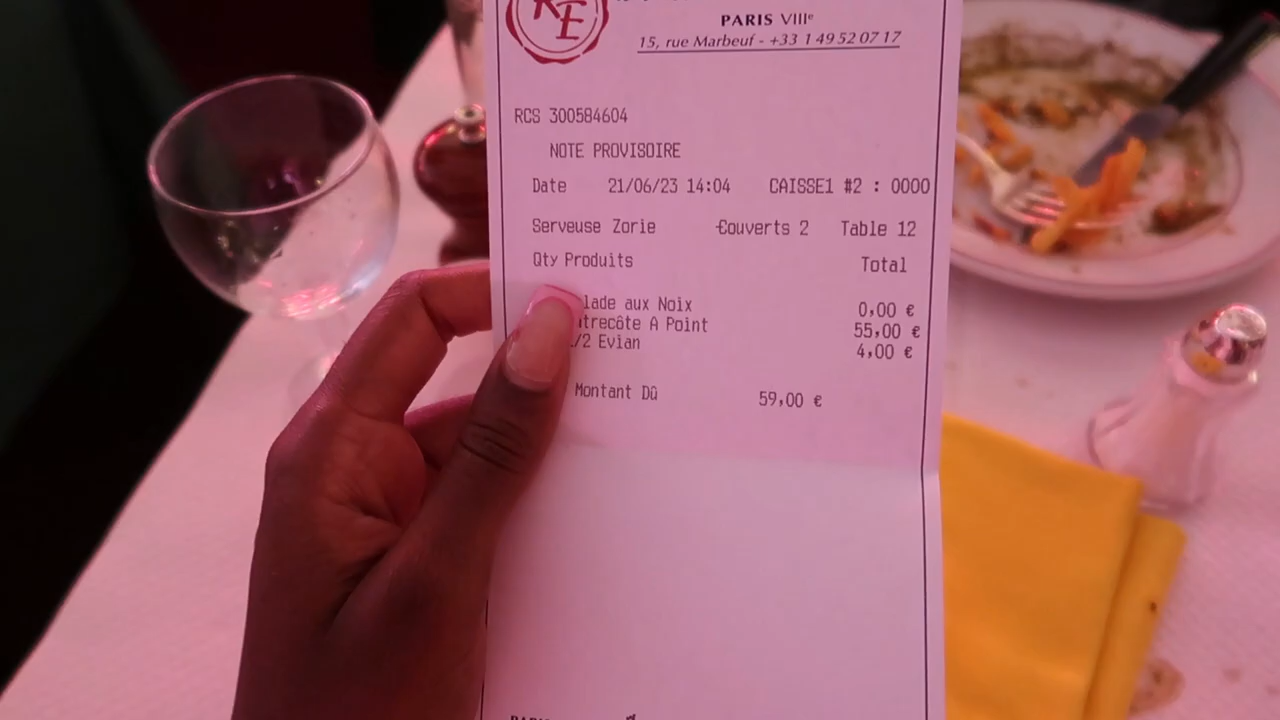 RE
PARIS VIIIe
15, rue Marbeuf - +33 1 49 52 07 17
RCS 300584604
NOTE PROVISOIRE
Date 21/06/23 14:04 CAISSE1 #2 : 0000
Serveuse Zorie Couverts 2 Table 12
Qty Produits Total
lade aux Noix 0,00 €
trecôte A Point 55,00 €
/2 Evian 4,00 €
Montant Dû 59,00 €